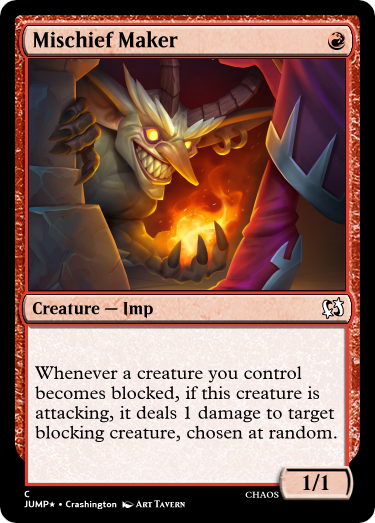 Mischief Maker
Creature — Imp
Whenever a creature you control
becomes blocked, if this creature is
attacking, it deals 1 damage to target
blocking creature, chosen at random.
1/1
C
CHAOS
JUMP★ • Crashington Art Tavern